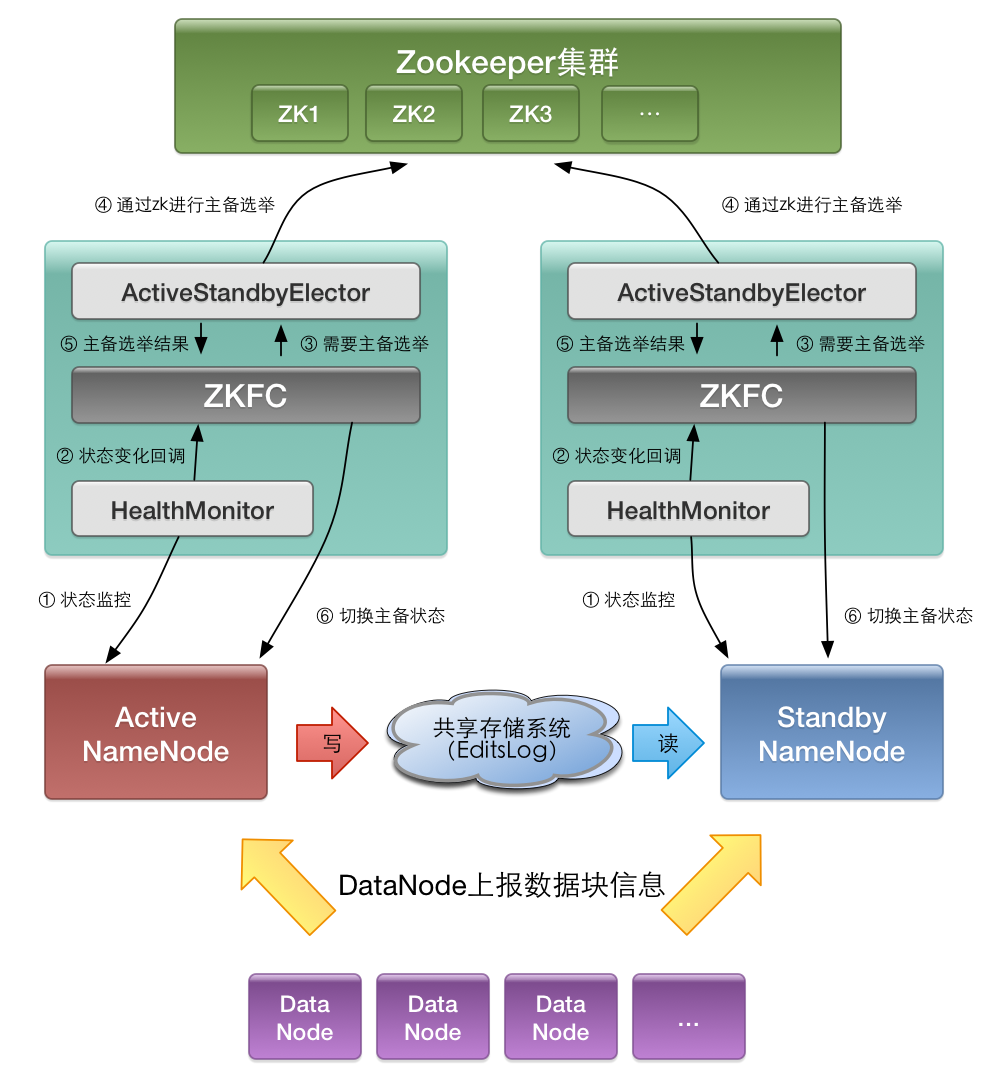 Zookeeper集群
ZK1
ZK2
ZK3
...
④ 通过zk进行主备选举
④ 通过zk进行主备选举
ActiveStandbyElector
⑤ 主备选举结果
③ 需要主备选举
ZKFC
② 状态变化回调
HealthMonitor
ActiveStandbyElector
⑤ 主备选举结果
③ 需要主备选举
ZKFC
② 状态变化回调
HealthMonitor
① 状态监控
⑥ 切换主备状态
① 状态监控
⑥ 切换主备状态
Active
NameNode
写
共享存储系统
（EditsLog）
读
Standby
NameNode
DataNode上报数据块信息
Data
Node
Data
Node
Data
Node
...